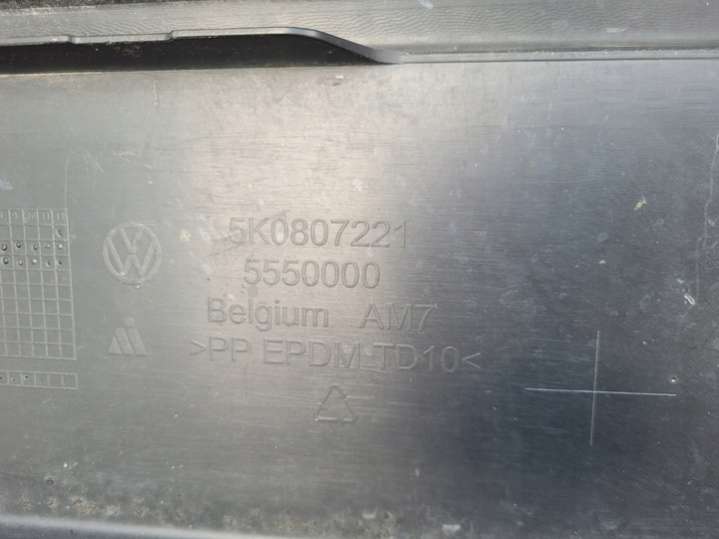 5K0807221
5550000
Belgium AM7
>PP EPDM TD10<